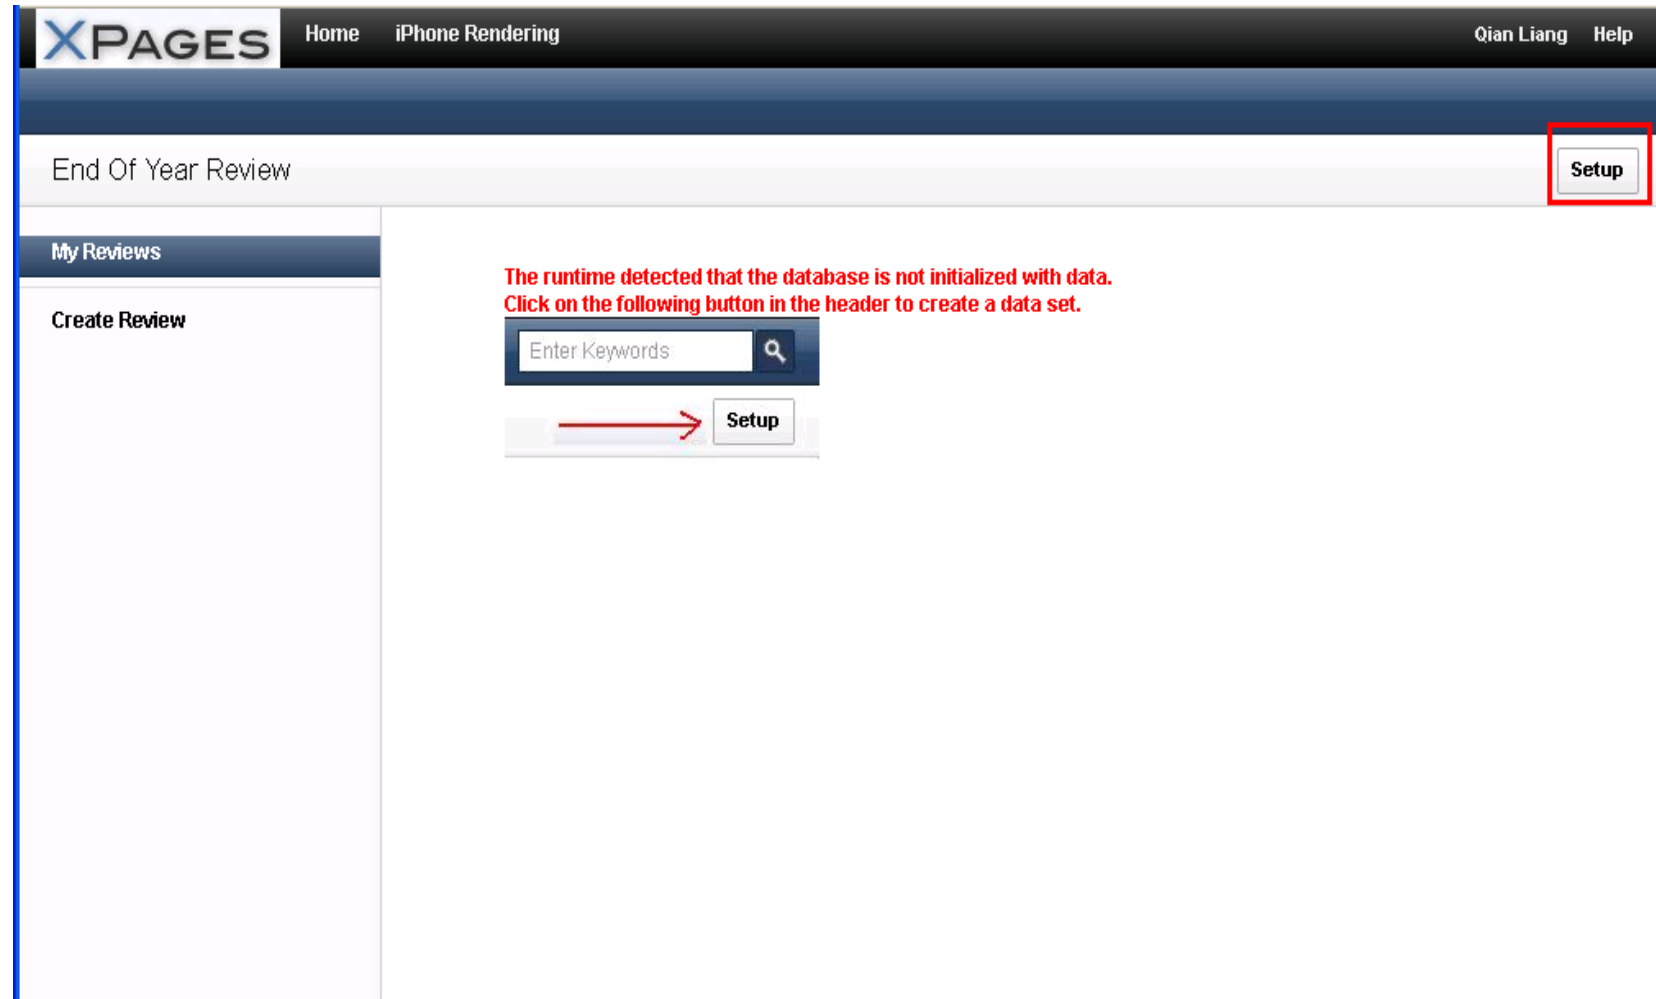 XPAGES Home iPhone Rendering Qian Liang Help
End Of Year Review Setup
My Reviews
Create Review
The runtime detected that the database is not initialized with data.
Click on the following button in the header to create a data set.
Enter Keywords
Setup